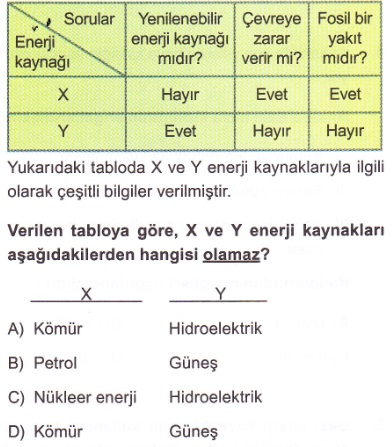 Sorular
Enerji
kaynağı
Yenilenebilir
enerji kaynağı
mıdır?
Çevreye
zarar
verir mi?
Fosil bir
yakıt
mıdır?
X Hayır Evet Evet
Y Evet Hayır Hayır
Yukarıdaki tabloda X ve Y enerji kaynaklarıyla ilgili
olarak çeşitli bilgiler verilmiştir.
Verilen tabloya göre, X ve Y enerji kaynakları
aşağıdakilerden hangisi olamaz?
X Y
A) Kömür Hidroelektrik
B) Petrol Güneş
C) Nükleer enerji Hidroelektrik
D) Kömür Güneş